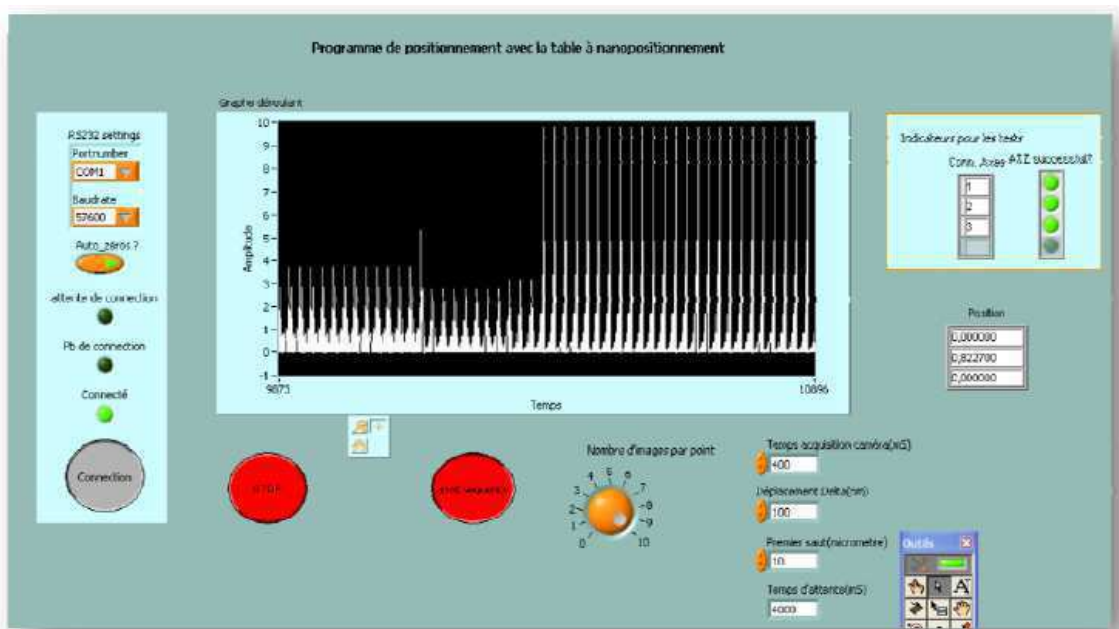 Programme de positionnement avec la table à nanopositionnement
RS232 settings
Portnumber
COM1
Baudrate
57600
Auto_zéros ?
attente de connection
Pb de connection
Connecté
Connection
Graphe déroulant
Amplitude
10
9
8
7
6
5
4
3
2
1
0
-1
9873
10896
Temps
STOP
Nombre d'images par point
0
1
2
3
4
5
6
7
8
9
10
Temps acquisition caméra(mS)
400
Déplacement Delta(nm)
100
Premier saut(micrometre)
10
Temps d'attente(mS)
4000
Indicateurs pour les tests
Conn. Axes
AIZ successful?
1
2
3
Position
0,000000
0,822700
0,000000
Outils
A